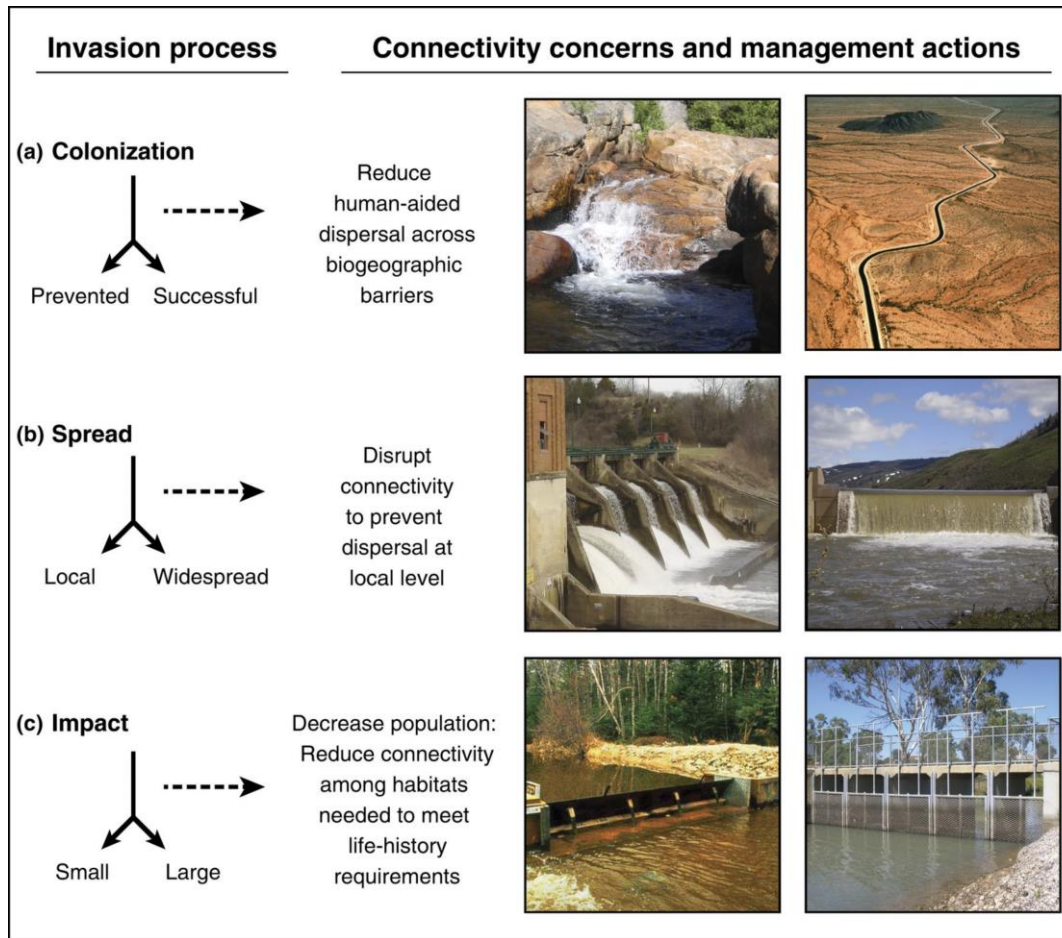 Invasion process
Connectivity concerns and management actions
(a) Colonization
Prevented
Successful
Reduce
human-aided
dispersal across
biogeographic
barriers
(b) Spread
Local
Widespread
Disrupt
connectivity
to prevent
dispersal at
local level
(c) Impact
Small
Large
Decrease population:
Reduce connectivity
among habitats
needed to meet
life-history
requirements